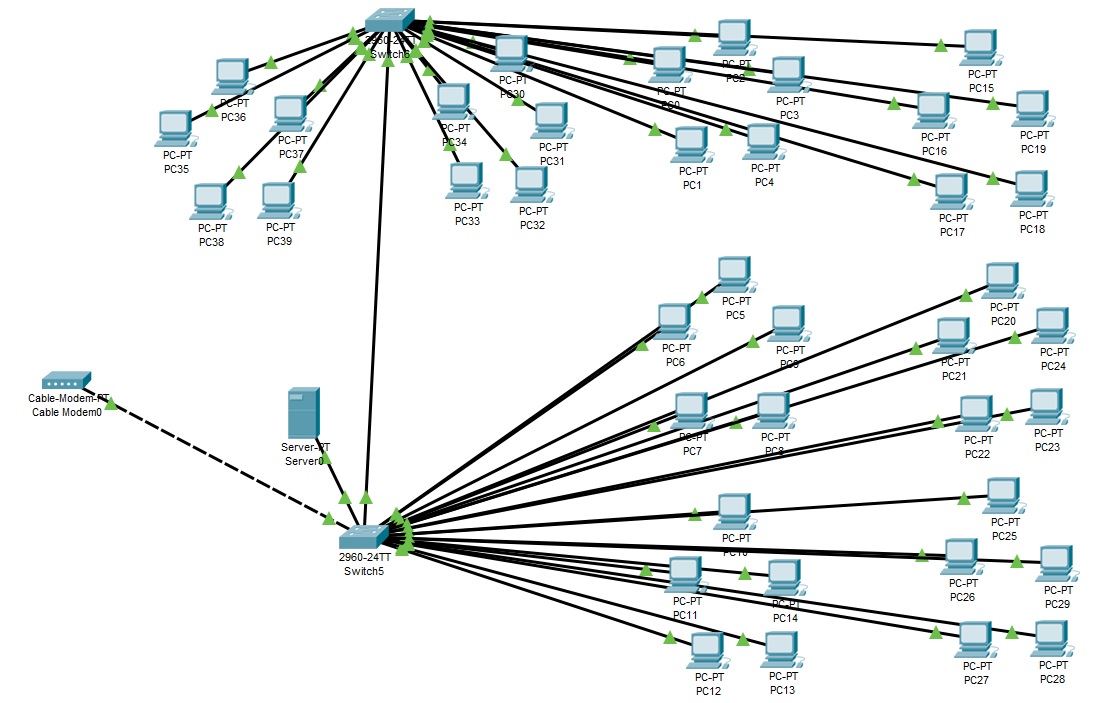 2960-24TT
Switch6
PC-PT
PC36
PC-PT
PC35
PC-PT
PC37
PC-PT
PC38
PC-PT
PC39
PC-PT
PC30
PC-PT
PC34
PC-PT
PC31
PC-PT
PC33
PC-PT
PC32
PC-PT
PC2
PC-PT
PC0
PC-PT
PC3
PC-PT
PC1
PC-PT
PC4
PC-PT
PC15
PC-PT
PC16
PC-PT
PC19
PC-PT
PC17
PC-PT
PC18
PC-PT
PC5
PC-PT
PC6
PC-PT
PC9
PC-PT
PC7
PC-PT
PC8
PC-PT
PC20
PC-PT
PC21
PC-PT
PC24
PC-PT
PC22
PC-PT
PC23
Cable-Modem-PT
Cable Modem0
Server-PT
Server0
2960-24TT
Switch5
PC-PT
PC10
PC-PT
PC11
PC-PT
PC14
PC-PT
PC12
PC-PT
PC13
PC-PT
PC25
PC-PT
PC26
PC-PT
PC29
PC-PT
PC27
PC-PT
PC28